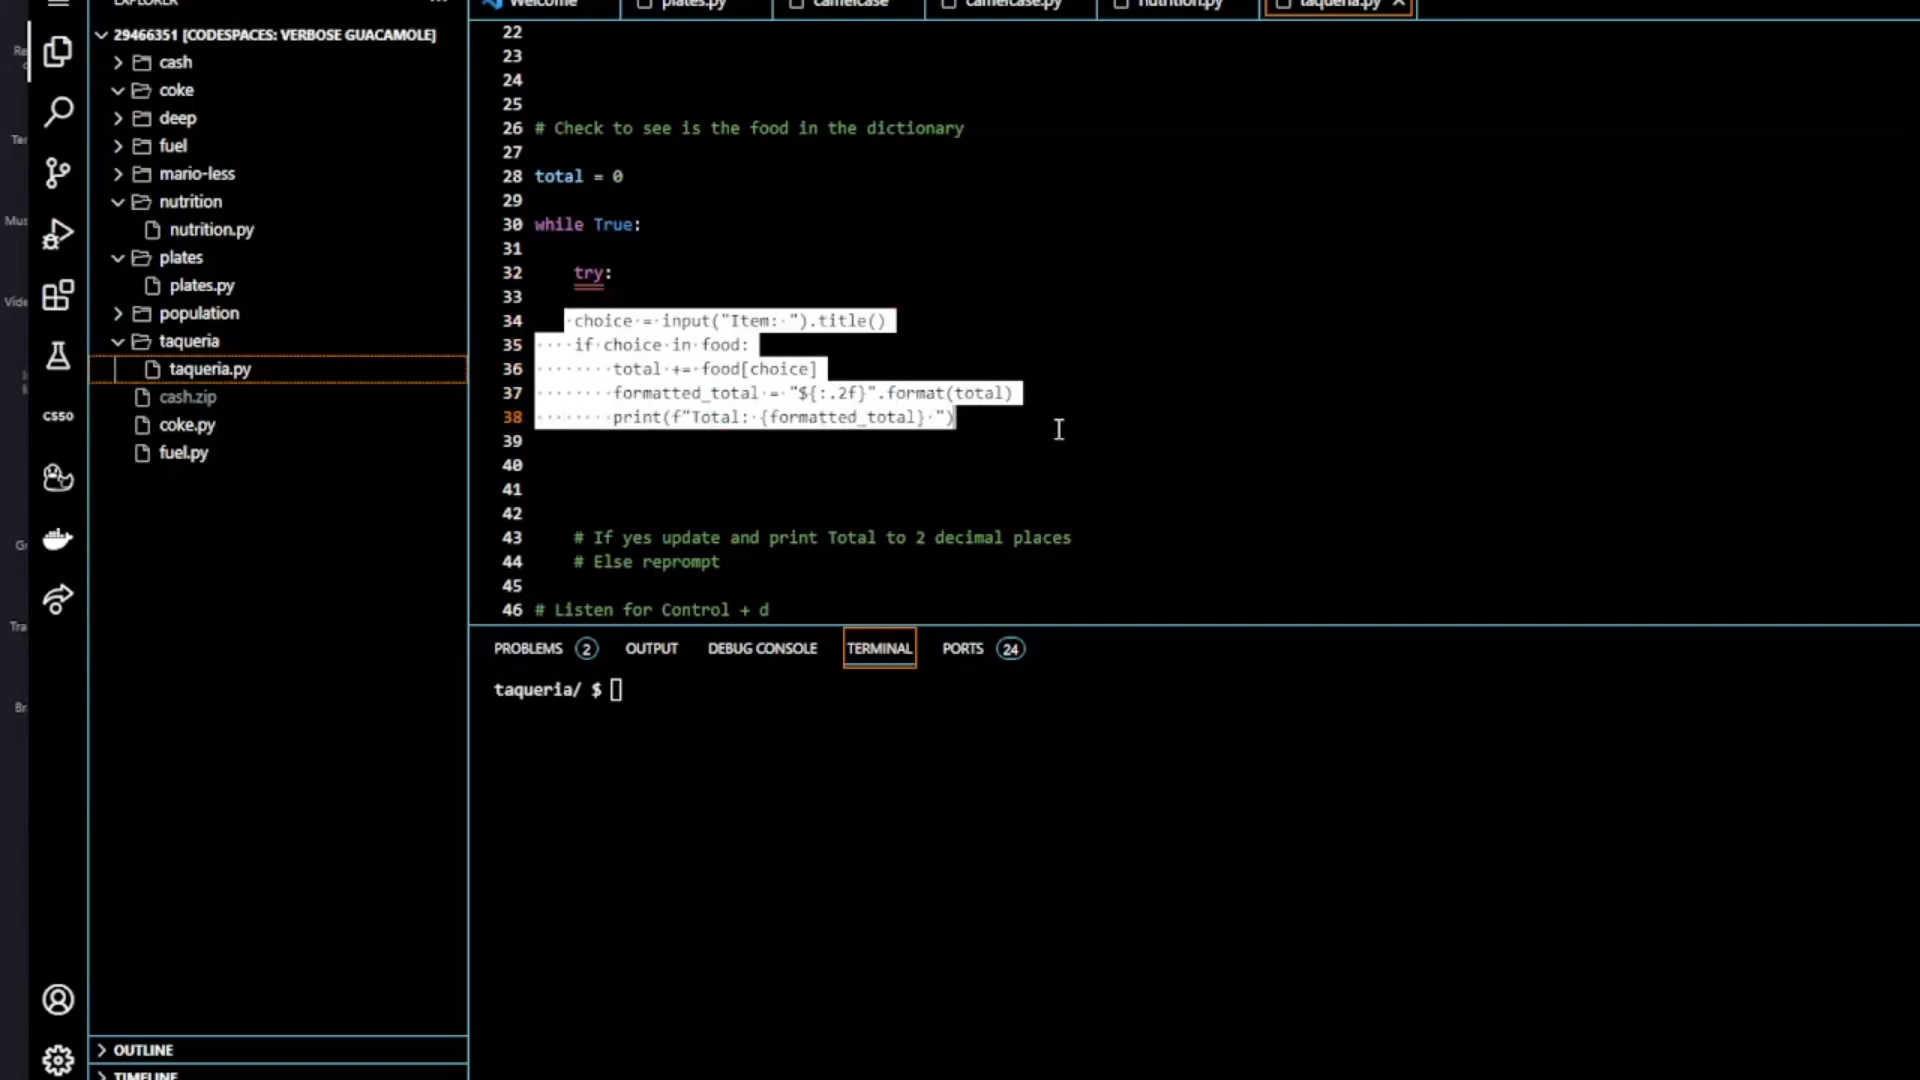 EXPLORER
Welcome
plates.py
camelcase
camelcase.py
nutrition.py
taqueria.py
29466351 [CODESPACES: VERBOSE GUACAMOLE]
cash
coke
deep
fuel
mario-less
nutrition
nutrition.py
plates
plates.py
population
taqueria
taqueria.py
cash.zip
coke.py
fuel.py
CS50
OUTLINE
TIMELINE
22
23
24
25
26 # Check to see is the food in the dictionary
27
28 total = 0
29
30 while True:
31
32 try:
33
34 choice = input("Item: ").title()
35 if choice in food:
36 total += food[choice]
37 formatted_total = "${:.2f}".format(total)
38 print(f"Total: {formatted_total} ")
39
40
41
42
43 # If yes update and print Total to 2 decimal places
44 # Else reprompt
45
46 # Listen for Control + d
PROBLEMS 2 OUTPUT DEBUG CONSOLE TERMINAL PORTS 24
taqueria/ $